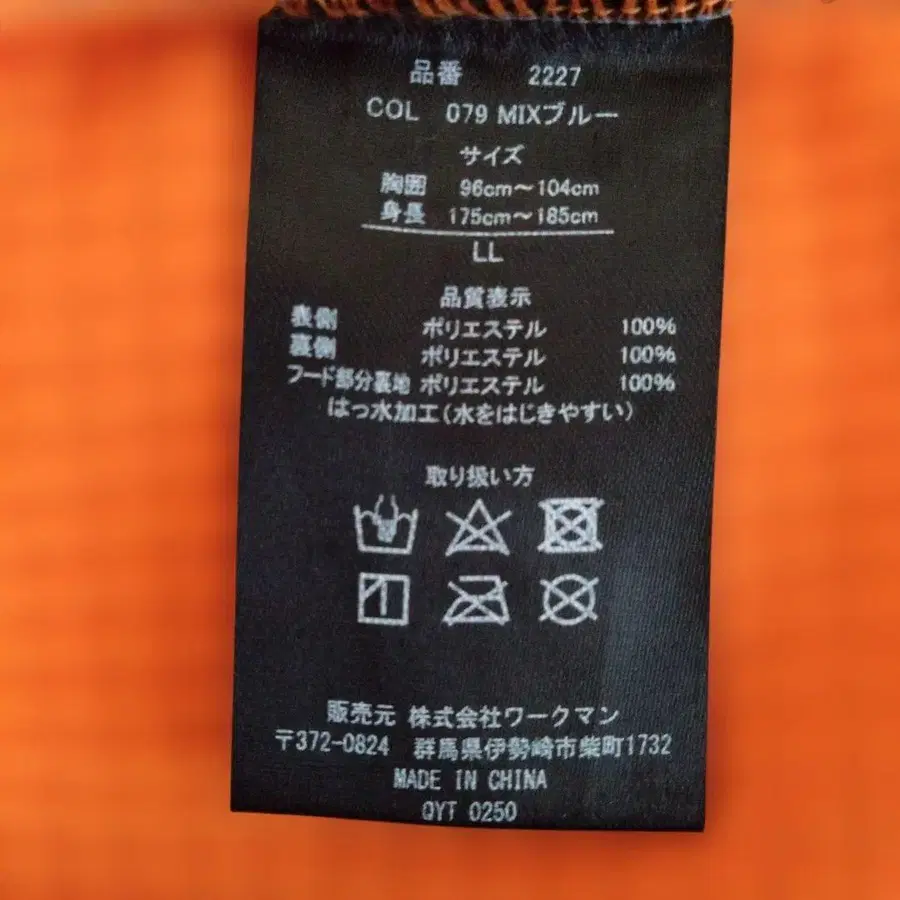 品番 2227
COL 079 MIXブルー
サイズ
胸囲 96cm～104cm
身長 175cm～185cm
LL
品質表示
表側 ポリエステル 100%
裏側 ポリエステル 100%
フード部分裏地 ポリエステル 100%
はっ水加工(水をはじきやすい)
取り扱い方
販売元 株式会社ワークマン
〒372-0824 群馬県伊勢崎市柴町1732
MADE IN CHINA
QYT 0250